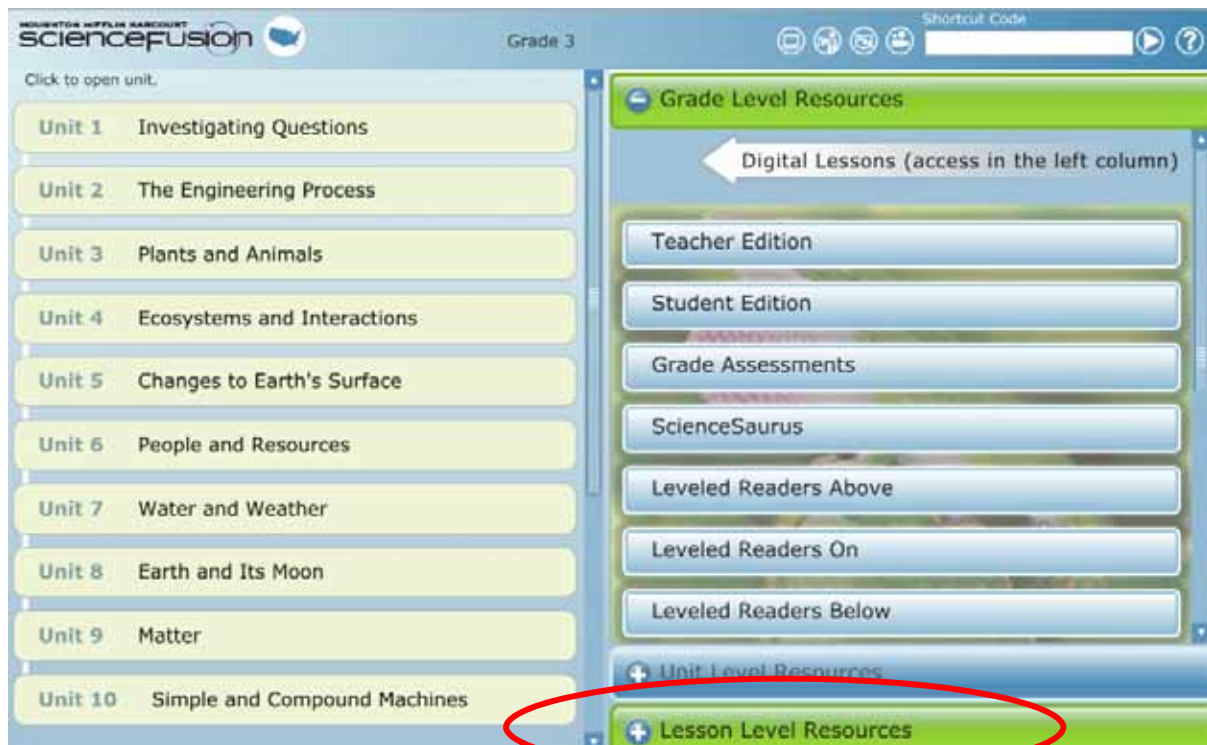 HOUGHTON MIFFLIN HARCOURT
sciencefusion
Grade 3
Shortcut Code
?
Click to open unit.
Unit 1 Investigating Questions
Unit 2 The Engineering Process
Unit 3 Plants and Animals
Unit 4 Ecosystems and Interactions
Unit 5 Changes to Earth's Surface
Unit 6 People and Resources
Unit 7 Water and Weather
Unit 8 Earth and Its Moon
Unit 9 Matter
Unit 10 Simple and Compound Machines
Grade Level Resources
Digital Lessons (access in the left column)
Teacher Edition
Student Edition
Grade Assessments
ScienceSaurus
Leveled Readers Above
Leveled Readers On
Leveled Readers Below
Unit Level Resources
Lesson Level Resources